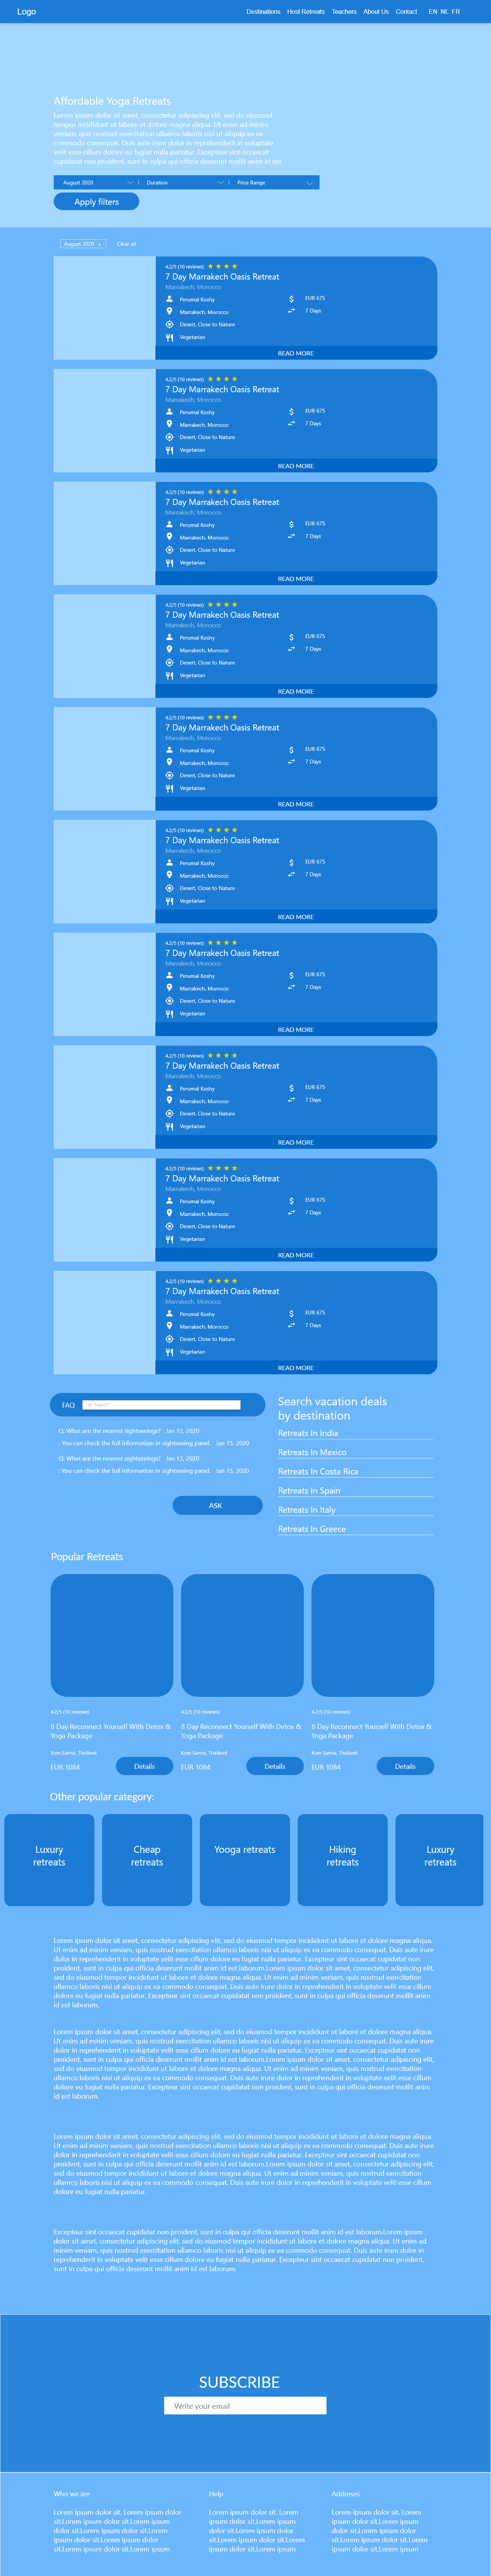 Logo
Destinations Host Retreats Teachers About Us Contact EN NL FR
Affordable Yoga Retreats
Lorem ipsum dolor sit amet, consectetur adipiscing elit, sed do eiusmod
tempor incididunt ut labore et dolore magna aliqua. Ut enim ad minim
veniam, quis nostrud exercitation ullamco laboris nisi ut aliquip ex ea
commodo consequat. Duis aute irure dolor in reprehenderit in voluptate
velit esse cillum dolore eu fugiat nulla pariatur. Excepteur sint occaecat
cupidatat non proident, sunt in culpa qui officia deserunt mollit anim id est
August 2020 | Duration | Price Range
Apply filters
August 2020 x Clear all
4.2/5 (10 reviews)
7 Day Marrakech Oasis Retreat
Marrakech, Morocco
Perumal Koshy EUR 675
Marrakech, Morocco 7 Days
Desert, Close to Nature
Vegetarian
READ MORE
4.2/5 (10 reviews)
7 Day Marrakech Oasis Retreat
Marrakech, Morocco
Perumal Koshy EUR 675
Marrakech, Morocco 7 Days
Desert, Close to Nature
Vegetarian
READ MORE
4.2/5 (10 reviews)
7 Day Marrakech Oasis Retreat
Marrakech, Morocco
Perumal Koshy EUR 675
Marrakech, Morocco 7 Days
Desert, Close to Nature
Vegetarian
READ MORE
4.2/5 (10 reviews)
7 Day Marrakech Oasis Retreat
Marrakech, Morocco
Perumal Koshy EUR 675
Marrakech, Morocco 7 Days
Desert, Close to Nature
Vegetarian
READ MORE
4.2/5 (10 reviews)
7 Day Marrakech Oasis Retreat
Marrakech, Morocco
Perumal Koshy EUR 675
Marrakech, Morocco 7 Days
Desert, Close to Nature
Vegetarian
READ MORE
4.2/5 (10 reviews)
7 Day Marrakech Oasis Retreat
Marrakech, Morocco
Perumal Koshy EUR 675
Marrakech, Morocco 7 Days
Desert, Close to Nature
Vegetarian
READ MORE
4.2/5 (10 reviews)
7 Day Marrakech Oasis Retreat
Marrakech, Morocco
Perumal Koshy EUR 675
Marrakech, Morocco 7 Days
Desert, Close to Nature
Vegetarian
READ MORE
4.2/5 (10 reviews)
7 Day Marrakech Oasis Retreat
Marrakech, Morocco
Perumal Koshy EUR 675
Marrakech, Morocco 7 Days
Desert, Close to Nature
Vegetarian
READ MORE
4.2/5 (10 reviews)
7 Day Marrakech Oasis Retreat
Marrakech, Morocco
Perumal Koshy EUR 675
Marrakech, Morocco 7 Days
Desert, Close to Nature
Vegetarian
READ MORE
4.2/5 (10 reviews)
7 Day Marrakech Oasis Retreat
Marrakech, Morocco
Perumal Koshy EUR 675
Marrakech, Morocco 7 Days
Desert, Close to Nature
Vegetarian
READ MORE
FAQ Search
Q: What are the nearest sightseeings? Jan 13, 2020
: You can check the full information in sightseeing panel. Jan 15, 2020
Q: What are the nearest sightseeings? Jan 13, 2020
: You can check the full information in sightseeing panel. Jan 15, 2020
ASK
Search vacation deals
by destination
Retreats In India
Retreats In Mexico
Retreats In Costa Rica
Retreats In Spain
Retreats In Italy
Retreats In Greece
Popular Retreats
4.2/5 (10 reviews)
8 Day Reconnect Yourself With Detox &
Yoga Package
Kom Samui, Thailand
EUR 1084 Details
4.2/5 (10 reviews)
8 Day Reconnect Yourself With Detox &
Yoga Package
Kom Samui, Thailand
EUR 1084 Details
4.2/5 (10 reviews)
8 Day Reconnect Yourself With Detox &
Yoga Package
Kom Samui, Thailand
EUR 1084 Details
Other popular category:
Luxury
retreats
Cheap
retreats
Yooga retreats
Hiking
retreats
Luxury
retreats
Lorem ipsum dolor sit amet, consectetur adipiscing elit, sed do eiusmod tempor incididunt ut labore et dolore magna aliqua.
Ut enim ad minim veniam, quis nostrud exercitation ullamco laboris nisi ut aliquip ex ea commodo consequat. Duis aute irure
dolor in reprehenderit in voluptate velit esse cillum dolore eu fugiat nulla pariatur. Excepteur sint occaecat cupidatat non
proident, sunt in culpa qui officia deserunt mollit anim id est laborum.Lorem ipsum dolor sit amet, consectetur adipiscing elit,
sed do eiusmod tempor incididunt ut labore et dolore magna aliqua. Ut enim ad minim veniam, quis nostrud exercitation
ullamco laboris nisi ut aliquip ex ea commodo consequat. Duis aute irure dolor in reprehenderit in voluptate velit esse cillum
dolore eu fugiat nulla pariatur. Excepteur sint occaecat cupidatat non proident, sunt in culpa qui officia deserunt mollit anim
id est laborum.
Lorem ipsum dolor sit amet, consectetur adipiscing elit, sed do eiusmod tempor incididunt ut labore et dolore magna aliqua.
Ut enim ad minim veniam, quis nostrud exercitation ullamco laboris nisi ut aliquip ex ea commodo consequat. Duis aute irure
dolor in reprehenderit in voluptate velit esse cillum dolore eu fugiat nulla pariatur. Excepteur sint occaecat cupidatat non
proident, sunt in culpa qui officia deserunt mollit anim id est laborum.Lorem ipsum dolor sit amet, consectetur adipiscing elit,
sed do eiusmod tempor incididunt ut labore et dolore magna aliqua. Ut enim ad minim veniam, quis nostrud exercitation
ullamco laboris nisi ut aliquip ex ea commodo consequat. Duis aute irure dolor in reprehenderit in voluptate velit esse cillum
dolore eu fugiat nulla pariatur. Excepteur sint occaecat cupidatat non proident, sunt in culpa qui officia deserunt mollit anim
id est laborum.
Lorem ipsum dolor sit amet, consectetur adipiscing elit, sed do eiusmod tempor incididunt ut labore et dolore magna aliqua.
Ut enim ad minim veniam, quis nostrud exercitation ullamco laboris nisi ut aliquip ex ea commodo consequat. Duis aute irure
dolor in reprehenderit in voluptate velit esse cillum dolore eu fugiat nulla pariatur. Excepteur sint occaecat cupidatat non
proident, sunt in culpa qui officia deserunt mollit anim id est laborum.Lorem ipsum dolor sit amet, consectetur adipiscing elit,
sed do eiusmod tempor incididunt ut labore et dolore magna aliqua. Ut enim ad minim veniam, quis nostrud exercitation
ullamco laboris nisi ut aliquip ex ea commodo consequat. Duis aute irure dolor in reprehenderit in voluptate velit esse cillum
dolore eu fugiat nulla pariatur.
Excepteur sint occaecat cupidatat non proident, sunt in culpa qui officia deserunt mollit anim id est laborum.Lorem ipsum
dolor sit amet, consectetur adipiscing elit, sed do eiusmod tempor incididunt ut labore et dolore magna aliqua. Ut enim ad
minim veniam, quis nostrud exercitation ullamco laboris nisi ut aliquip ex ea commodo consequat. Duis aute irure dolor in
reprehenderit in voluptate velit esse cillum dolore eu fugiat nulla pariatur. Excepteur sint occaecat cupidatat non proident,
sunt in culpa qui officia deserunt mollit anim id est laborum.
SUBSCRIBE
Write your email
Who we are
Lorem ipsum dolor sit. Lorem ipsum dolor
sit.Lorem ipsum dolor sit.Lorem ipsum
dolor sit.Lorem ipsum dolor sit.Lorem
ipsum dolor sit.Lorem ipsum dolor
sit.Lorem ipsum dolor sit.Lorem ipsum
Help
Lorem ipsum dolor sit. Lorem
ipsum dolor sit.Lorem ipsum
dolor sit.Lorem ipsum dolor
sit.Lorem ipsum dolor sit.Lorem
ipsum dolor sit.Lorem ipsum
Addreses
Lorem ipsum dolor sit. Lorem
ipsum dolor sit.Lorem ipsum
dolor sit.Lorem ipsum dolor
sit.Lorem ipsum dolor sit.Lorem
ipsum dolor sit.Lorem ipsum